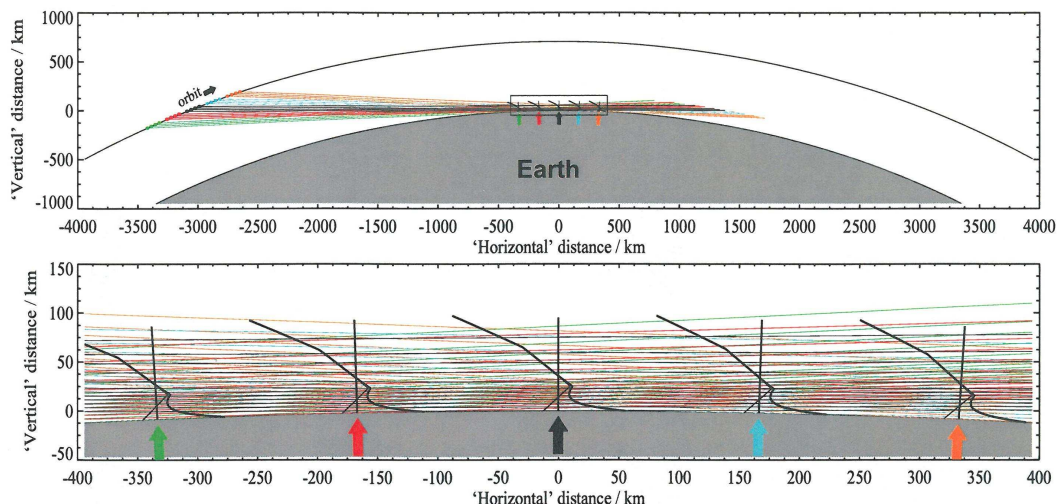 1000
500
0
-500
-1000
'Vertical' distance / km
orbit
Earth
-4000 -3500 -3000 -2500 -2000 -1500 -1000 -500 0 500 1000 1500 2000 2500 3000 3500 4000
'Horizontal' distance / km
150
100
50
0
-50
'Vertical' distance / km
-400 -350 -300 -250 -200 -150 -100 -50 0 50 100 150 200 250 300 350 400
'Horizontal' distance / km